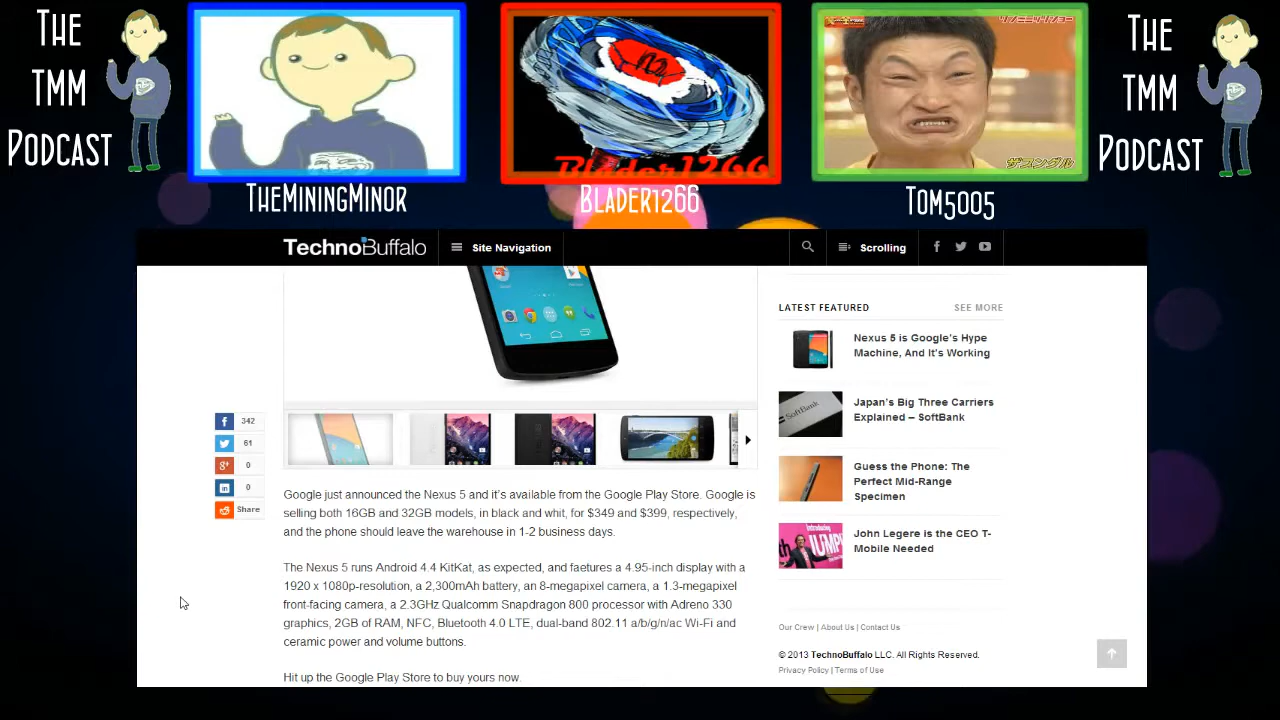 The
TMM
Podcast
ザ・スングル
Blader1266
TheMiningMinor
Blader1266
Tom5005
The
TMM
Podcast
TechnoBuffalo
Site Navigation
Scrolling
LATEST FEATURED
SEE MORE
Nexus 5 is Google's Hype
Machine, And It's Working
SoftBank
Japan's Big Three Carriers
Explained – SoftBank
Guess the Phone: The
Perfect Mid-Range
Specimen
Introducing
JUMP!
John Legere is the CEO T-
Mobile Needed
342
61
0
0
Share
Google just announced the Nexus 5 and it's available from the Google Play Store. Google is
selling both 16GB and 32GB models, in black and whit, for $349 and $399, respectively,
and the phone should leave the warehouse in 1-2 business days.
The Nexus 5 runs Android 4.4 KitKat, as expected, and faetures a 4.95-inch display with a
1920 x 1080p-resolution, a 2,300mAh battery, an 8-megapixel camera, a 1.3-megapixel
front-facing camera, a 2.3GHz Qualcomm Snapdragon 800 processor with Adreno 330
graphics, 2GB of RAM, NFC, Bluetooth 4.0 LTE, dual-band 802.11 a/b/g/n/ac Wi-Fi and
ceramic power and volume buttons.
Hit up the Google Play Store to buy yours now.
Our Crew | About Us | Contact Us
© 2013 TechnoBuffalo LLC. All Rights Reserved.
Privacy Policy | Terms of Use